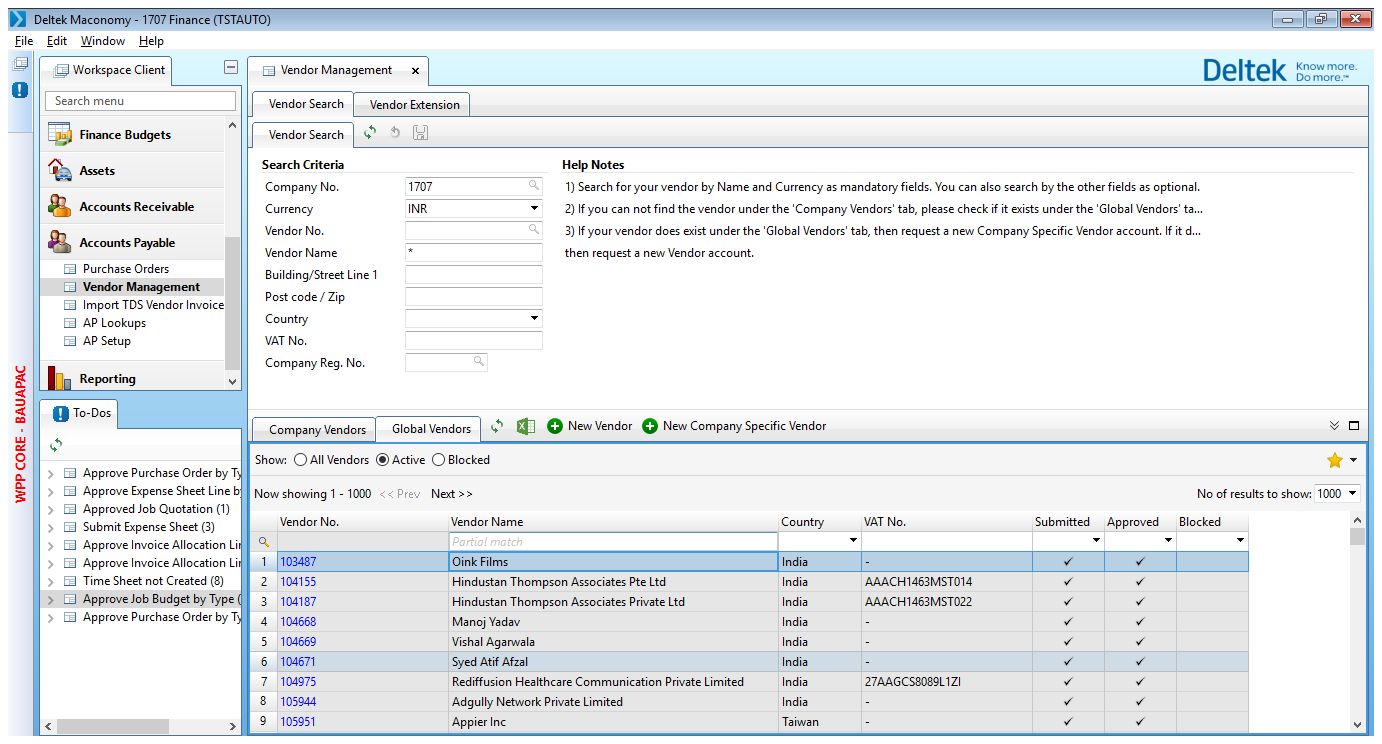 Deltek Maconomy - 1707 Finance (TSTAUTO)
File Edit Window Help
WPP CORE - BAUAPAC
Workspace Client
Search menu
Finance Budgets
Assets
Accounts Receivable
Accounts Payable
Purchase Orders
Vendor Management
Import TDS Vendor Invoice
AP Lookups
AP Setup
Reporting
To-Dos
Approve Purchase Order by Ty
Approve Expense Sheet Line by
Approved Job Quotation (1)
Submit Expense Sheet (3)
Approve Invoice Allocation Lin
Approve Invoice Allocation Lin
Time Sheet not Created (8)
Approve Job Budget by Type (
Approve Purchase Order by Ty
Vendor Management
Deltek Know more.
Do more.™
Vendor Search Vendor Extension
Vendor Search
Search Criteria
Company No. 1707
Currency INR
Vendor No.
Vendor Name *
Building/Street Line 1
Post code / Zip
Country
VAT No.
Company Reg. No.
Help Notes
1) Search for your vendor by Name and Currency as mandatory fields. You can also search by the other fields as optional.
2) If you can not find the vendor under the 'Company Vendors' tab, please check if it exists under the 'Global Vendors' ta...
3) If your vendor does exist under the 'Global Vendors' tab, then request a new Company Specific Vendor account. If it d...
then request a new Vendor account.
Company Vendors Global Vendors New Vendor New Company Specific Vendor
Show: All Vendors Active Blocked
Now showing 1 - 1000 << Prev Next >> No of results to show: 1000
Vendor No. Vendor Name Country VAT No. Submitted Approved Blocked
Partial match
1 103487 Oink Films India - ✓ ✓
2 104155 Hindustan Thompson Associates Pte Ltd India AAACH1463MST014 ✓ ✓
3 104187 Hindustan Thompson Associates Private Ltd India AAACH1463MST022 ✓ ✓
4 104668 Manoj Yadav India - ✓ ✓
5 104669 Vishal Agarwala India - ✓ ✓
6 104671 Syed Atif Afzal India - ✓ ✓
7 104975 Rediffusion Healthcare Communication Private Limited India 27AAGCS8089L1ZI ✓ ✓
8 105944 Adgully Network Private Limited India - ✓ ✓
9 105951 Appier Inc Taiwan - ✓ ✓